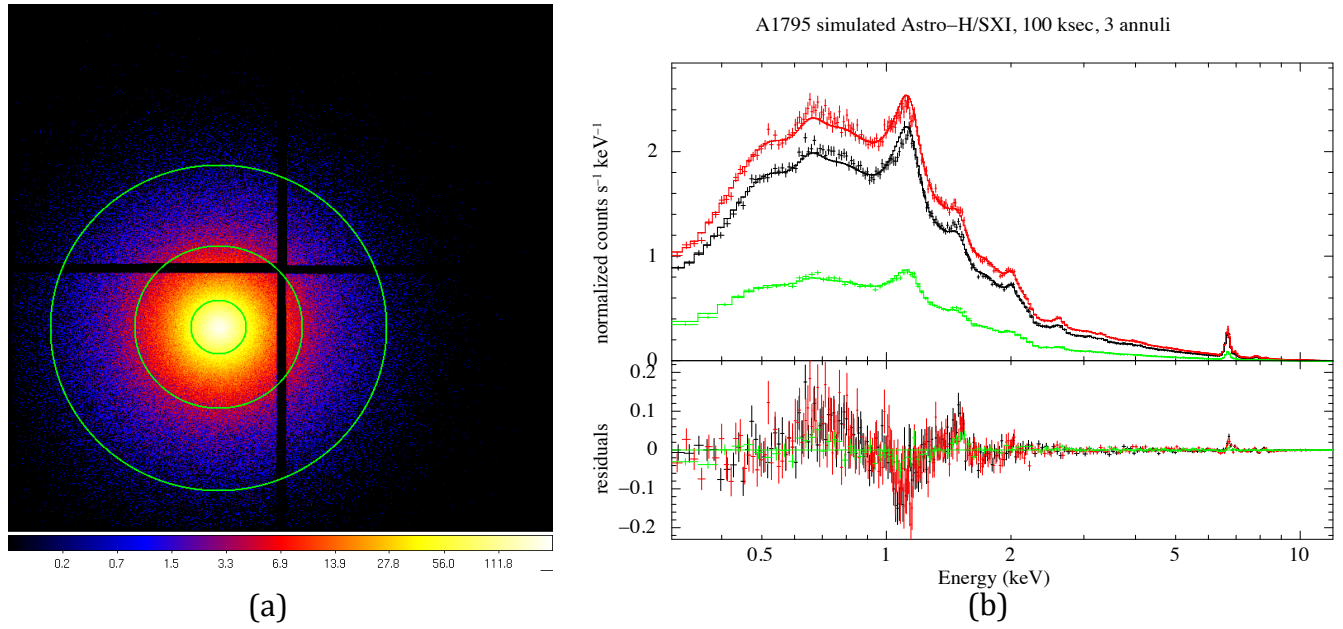 A1795 simulated Astro–H/SXI, 100 ksec, 3 annuli
normalized counts s⁻¹ keV⁻¹
2
1
0
residuals
0.2
0.1
0
−0.1
−0.2
0.5
1
2
5
10
Energy (keV)
0.2 0.7 1.5 3.3 6.9 13.9 27.8 56.0 111.8
(a)
(b)